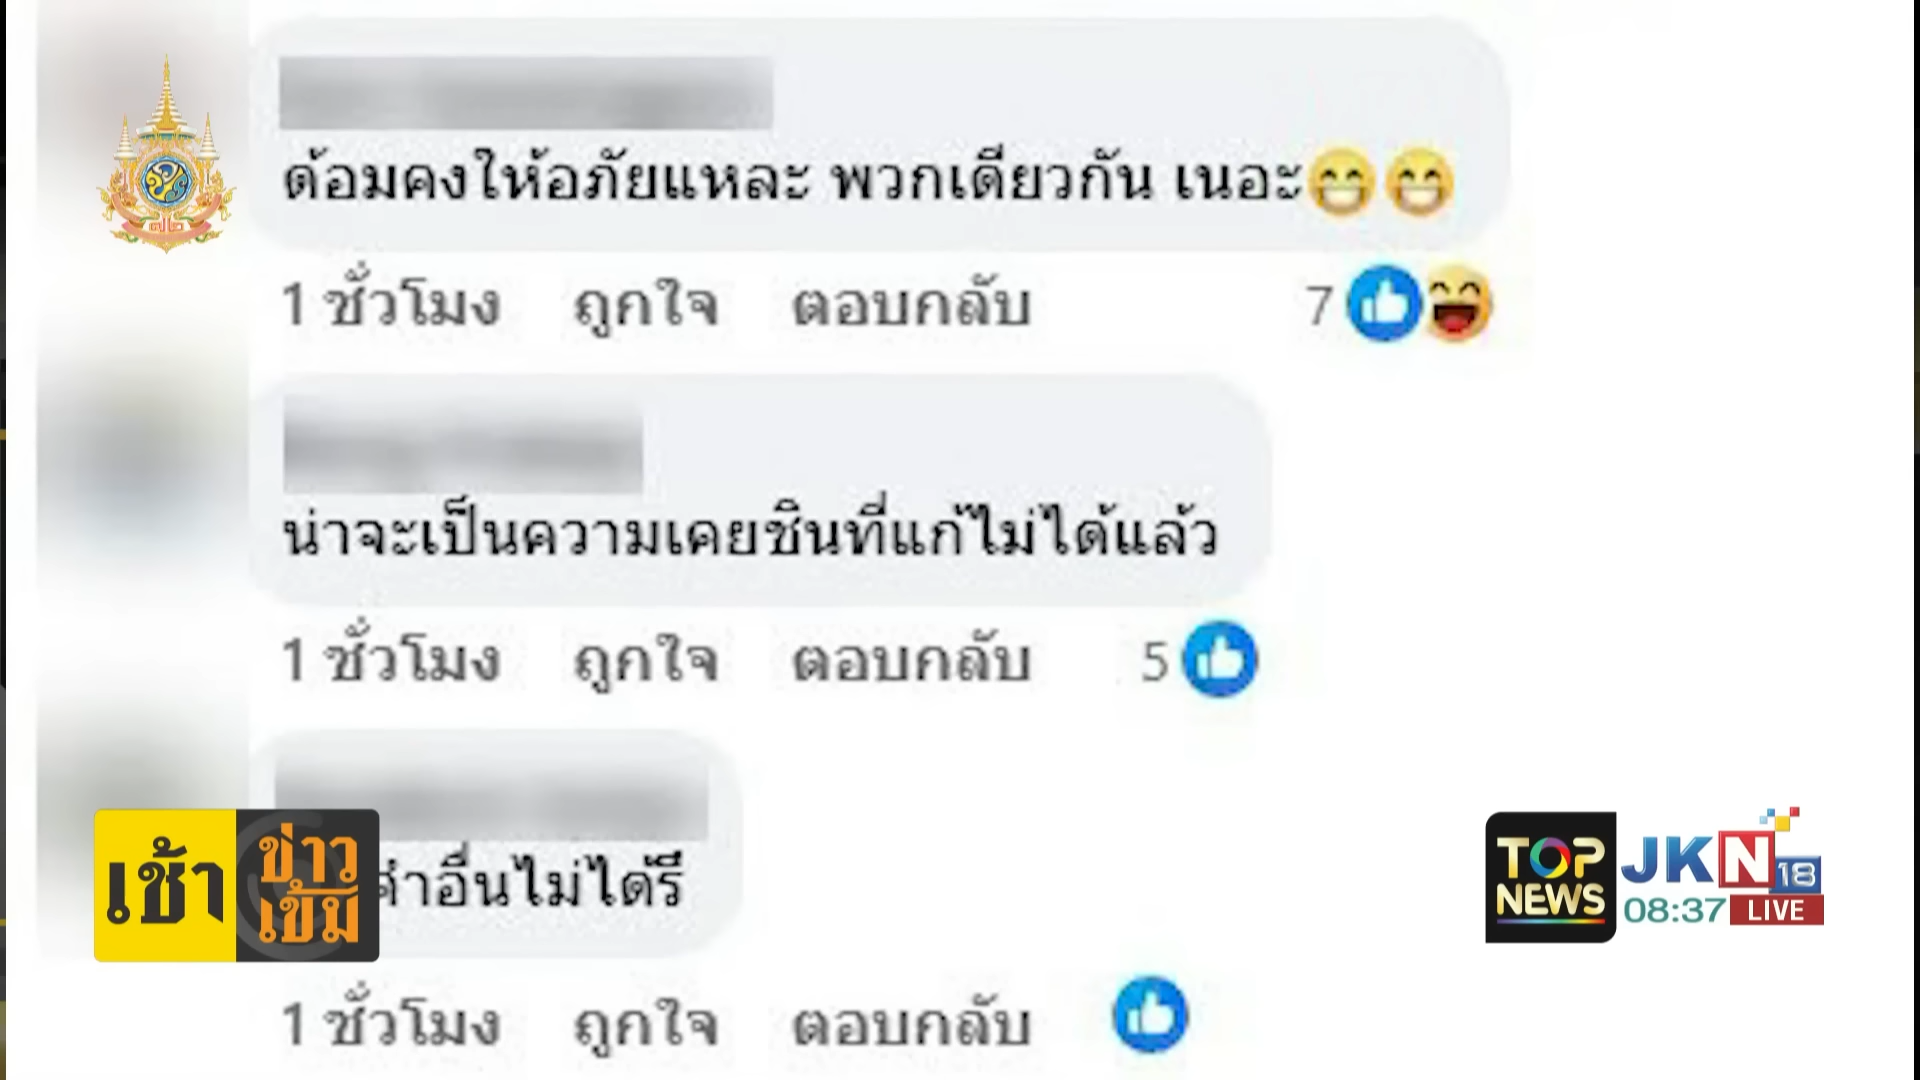 ด้อมคงให้อภัยแหละ พวกเดียวกัน เนอะ😁😁
1 ชั่วโมง ถูกใจ ตอบกลับ 7
น่าจะเป็นความเคยชินที่แก้ไม่ได้แล้ว
1 ชั่วโมง ถูกใจ ตอบกลับ 5
อื่นไม่ได้รึ
1 ชั่วโมง ถูกใจ ตอบกลับ
เช้า ข่าว
เข้ม
TOP
NEWS
JKN 18
08:37 LIVE
๗๒